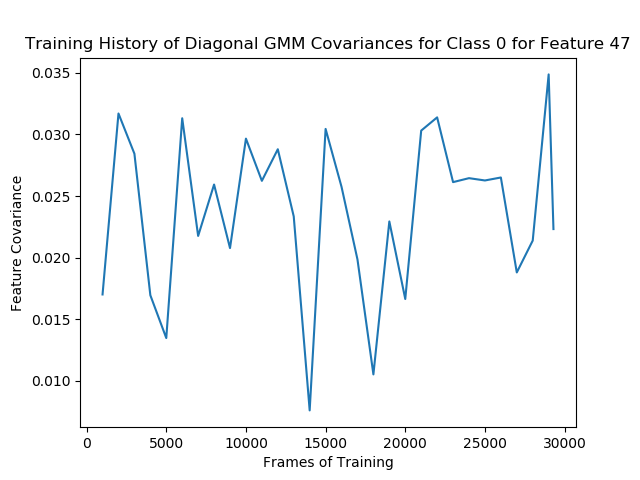 Training History of Diagonal GMM Covariances for Class 0 for Feature 47
0.035
0.030
0.025
0.020
0.015
0.010
Feature Covariance
0 5000 10000 15000 20000 25000 30000
Frames of Training